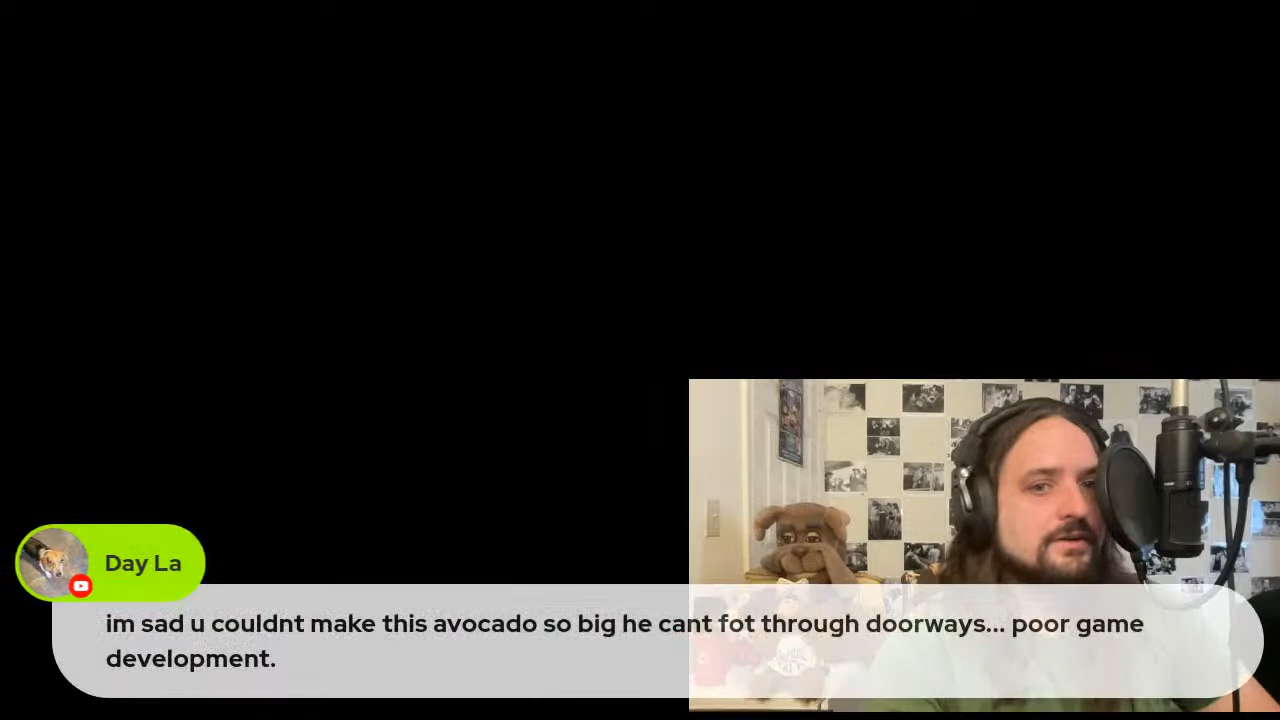 Day La
im sad u couldnt make this avocado so big he cant fot through doorways... poor game
development.